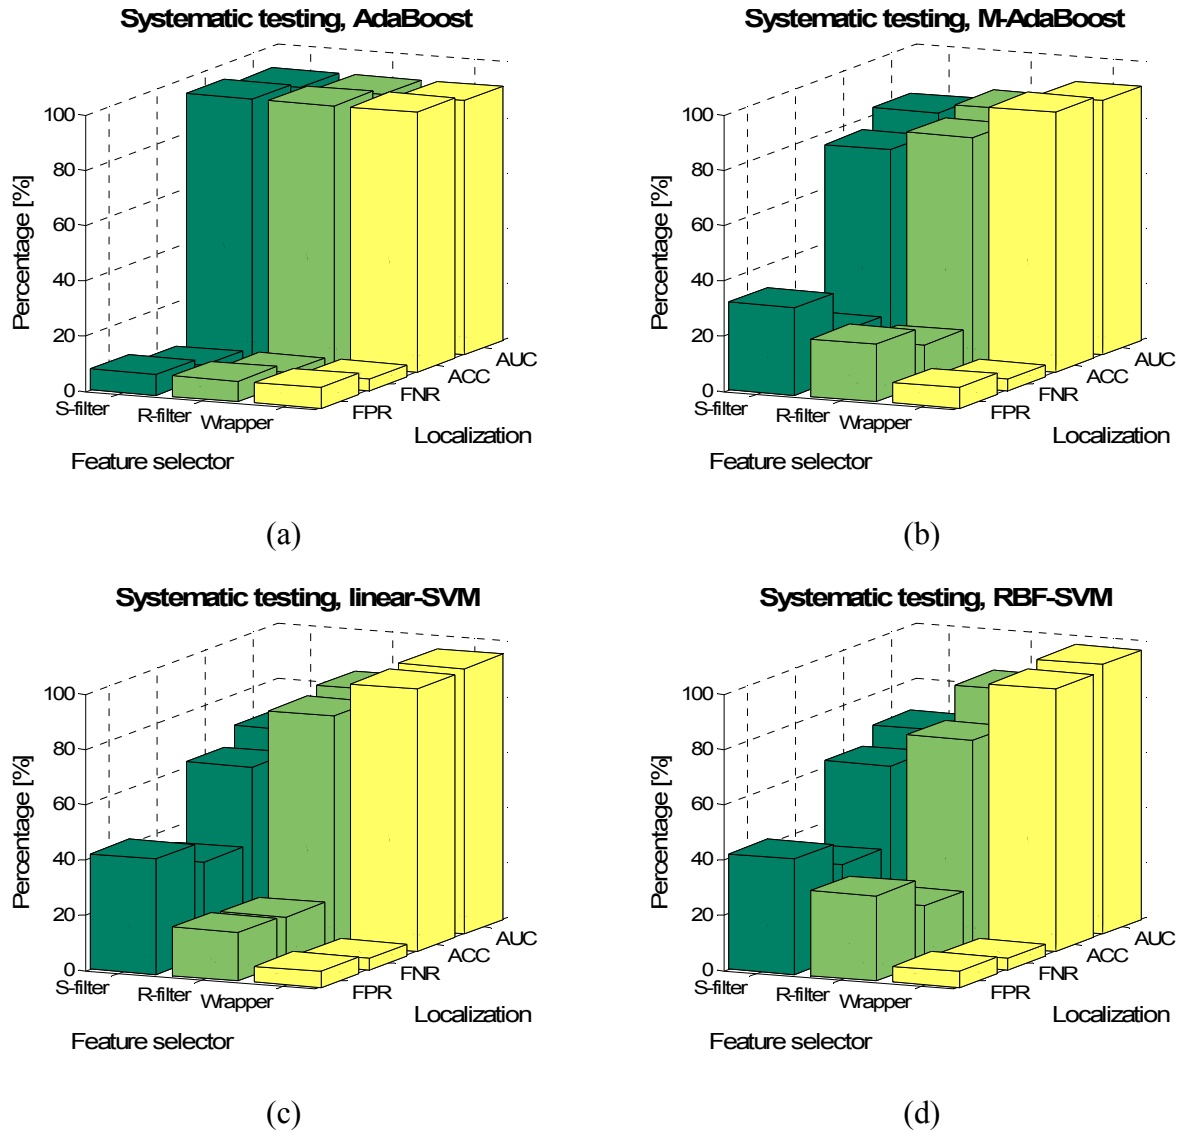 Systematic testing, AdaBoost
Percentage [%]
100
80
60
40
20
0
S-filter
R-filter
Wrapper
FPR
FNR
ACC
AUC
Localization
Feature selector
(a)
Systematic testing, M-AdaBoost
Percentage [%]
100
80
60
40
20
0
S-filter
R-filter
Wrapper
FPR
FNR
ACC
AUC
Localization
Feature selector
(b)
Systematic testing, linear-SVM
Percentage [%]
100
80
60
40
20
0
S-filter
R-filter
Wrapper
FPR
FNR
ACC
AUC
Localization
Feature selector
(c)
Systematic testing, RBF-SVM
Percentage [%]
100
80
60
40
20
0
S-filter
R-filter
Wrapper
FPR
FNR
ACC
AUC
Localization
Feature selector
(d)